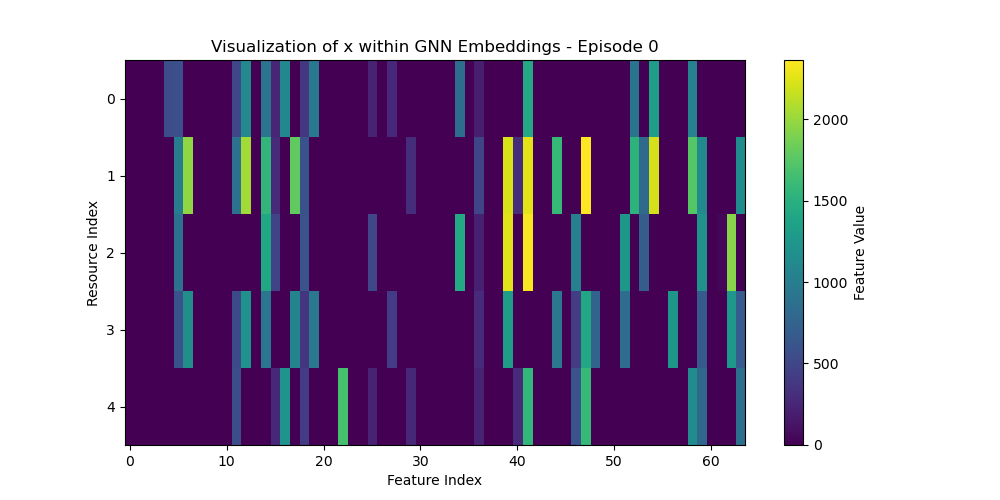 Visualization of x within GNN Embeddings - Episode 0
Resource Index
0
1
2
3
4
0 10 20 30 40 50 60
Feature Index
2000
1500
1000
500
0
Feature Value